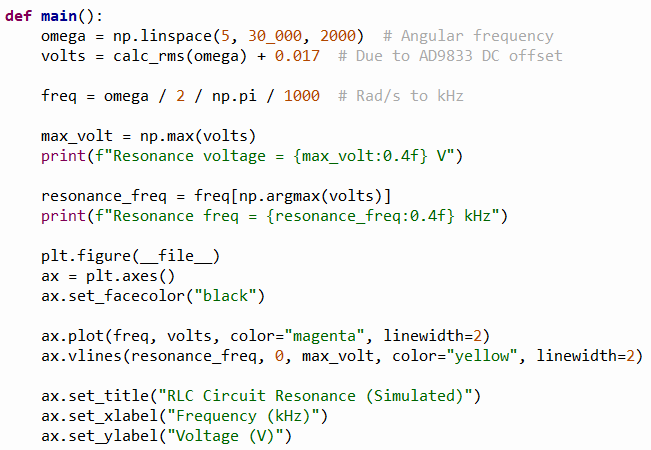 def main():
    omega = np.linspace(5, 30_000, 2000)  # Angular frequency
    volts = calc_rms(omega) + 0.017  # Due to AD9833 DC offset
    freq = omega / 2 / np.pi / 1000  # Rad/s to kHz
    max_volt = np.max(volts)
    print(f"Resonance voltage = {max_volt:0.4f} V")
    resonance_freq = freq[np.argmax(volts)]
    print(f"Resonance freq = {resonance_freq:0.4f} kHz")
    plt.figure(__file__)
    ax = plt.axes()
    ax.set_facecolor("black")
    ax.plot(freq, volts, color="magenta", linewidth=2)
    ax.vlines(resonance_freq, 0, max_volt, color="yellow", linewidth=2)
    ax.set_title("RLC Circuit Resonance (Simulated)")
    ax.set_xlabel("Frequency (kHz)")
    ax.set_ylabel("Voltage (V)")